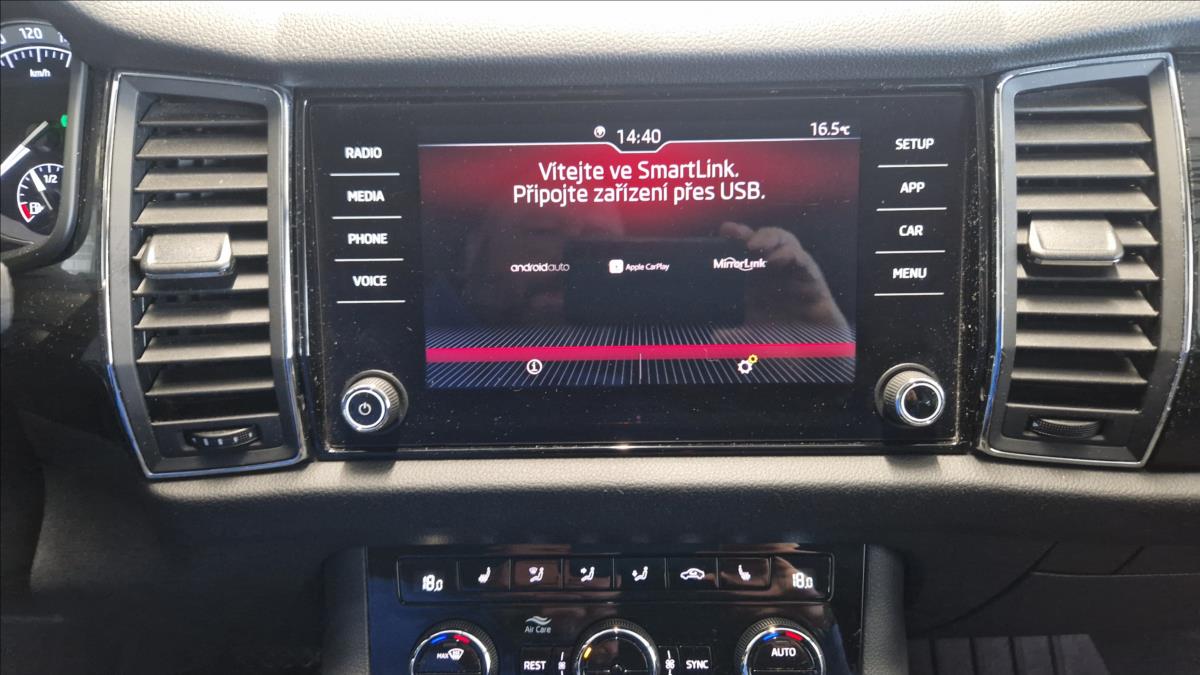 120
km/h
1/2
RADIO
MEDIA
PHONE
VOICE
14:40
16.5°C
Vítejte ve SmartLink.
Připojte zařízení přes USB.
androidauto
Apple CarPlay
MirrorLink
SETUP
APP
CAR
MENU
18.0
18.0
Air Care
MAX
REST
SYNC
AUTO